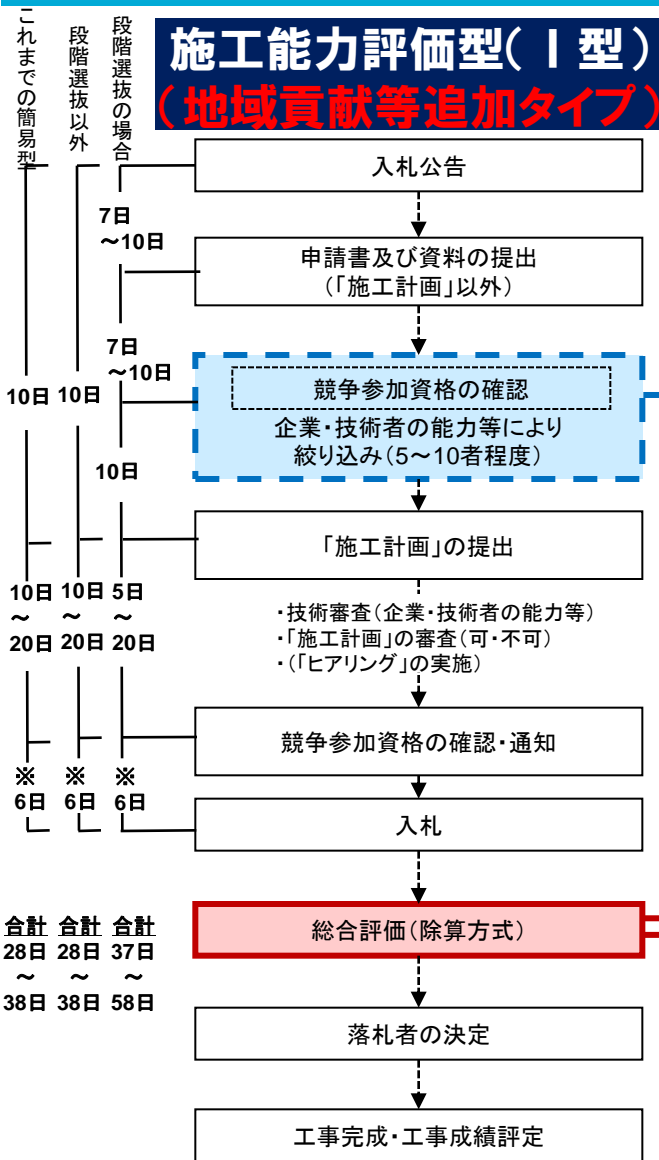 これまでの簡易型
段階選抜以外
段階選抜の場合
施工能力評価型(Ⅰ型)
(地域貢献等追加タイプ)
入札公告
7日
～10日
申請書及び資料の提出
(「施工計画」以外)
7日
～10日
競争参加資格の確認
企業・技術者の能力等により
絞り込み(5～10者程度)
10日 10日
10日
「施工計画」の提出
10日 10日 5日
～ ～ ～
20日 20日 20日
・技術審査(企業・技術者の能力等)
・「施工計画」の審査(可・不可)
・(「ヒアリング」の実施)
競争参加資格の確認・通知
※ ※ ※
6日 6日 6日
入札
合計 合計 合計
28日 28日 37日
～ ～ ～
38日 38日 58日
総合評価(除算方式)
落札者の決定
工事完成・工事成績評定